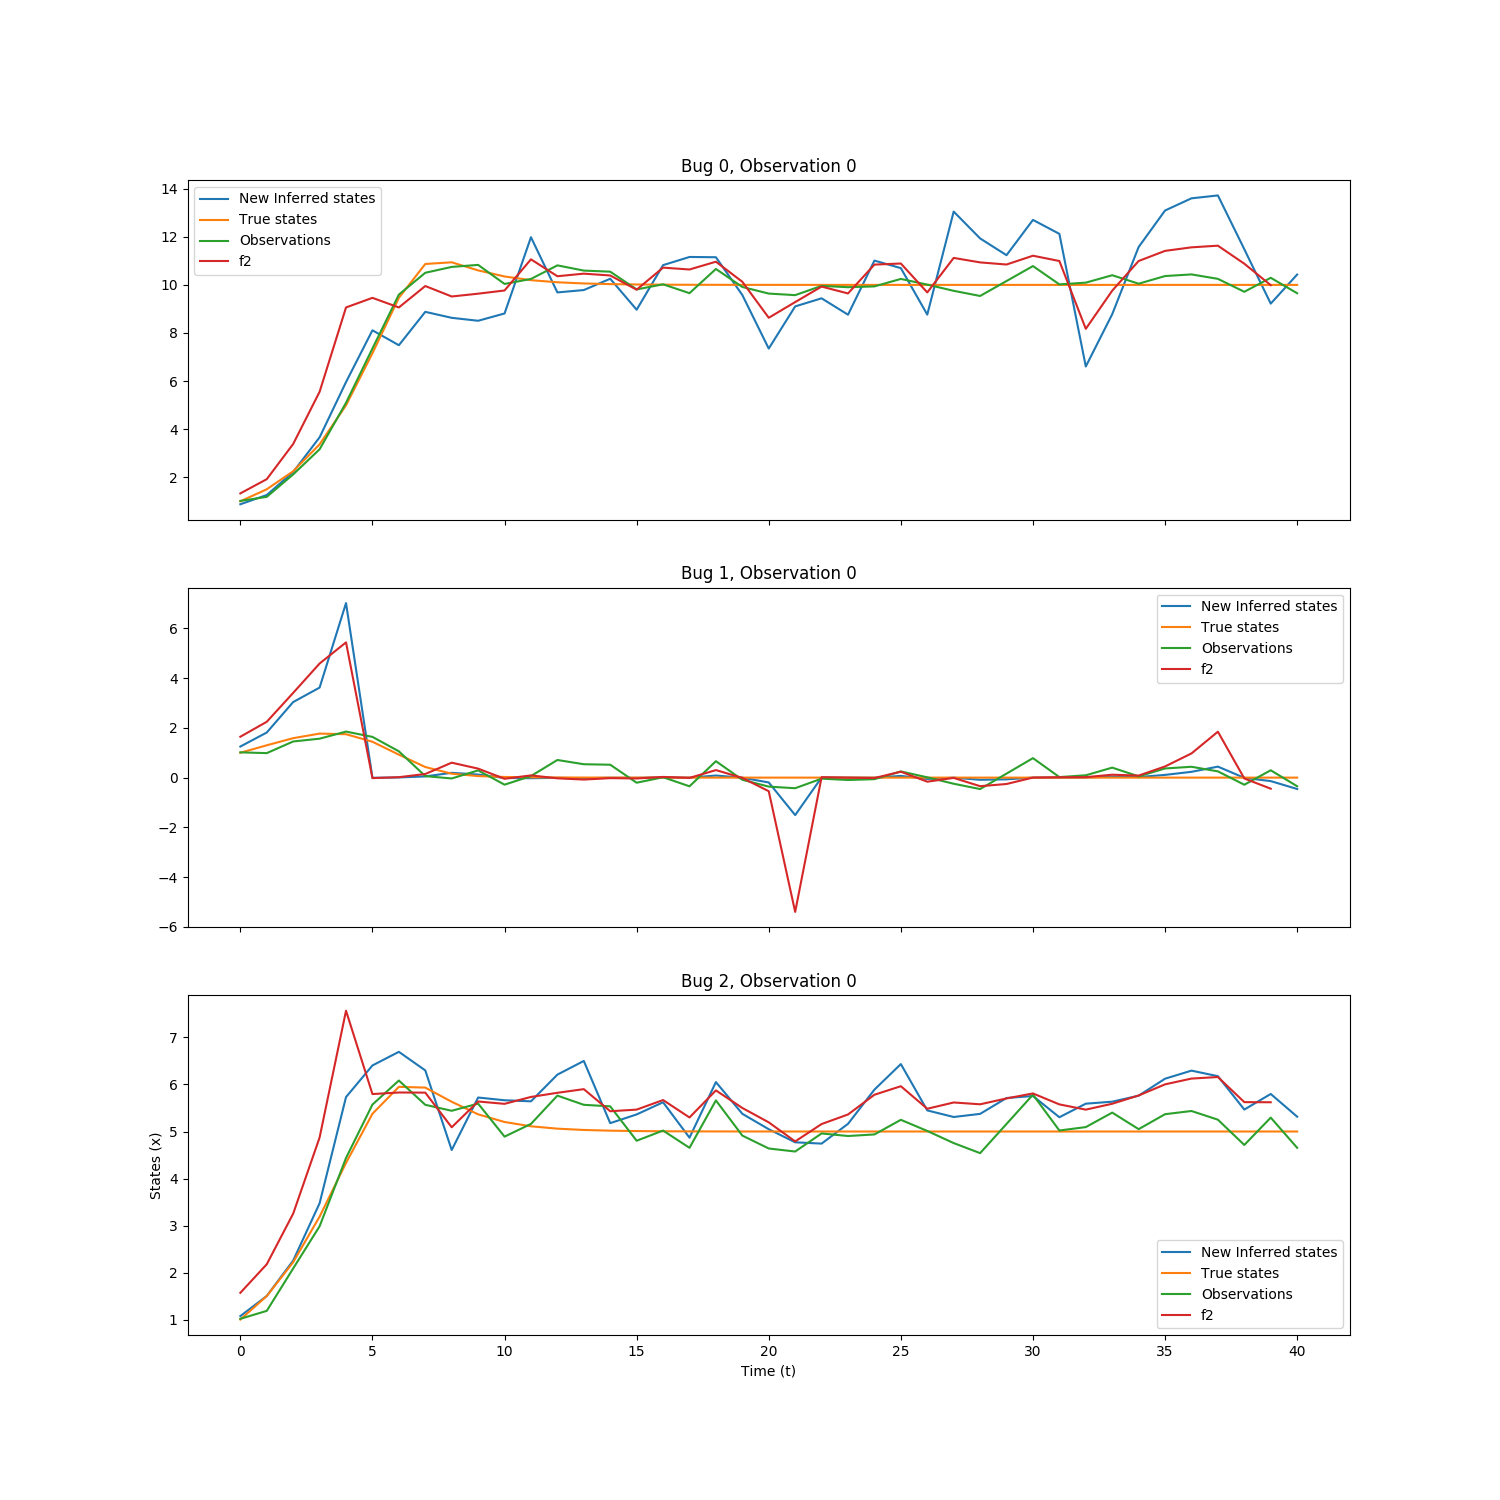 Bug 0, Observation 0
14
12
10
8
6
4
2
New Inferred states
True states
Observations
f2
Bug 1, Observation 0
6
4
2
0
−2
−4
−6
New Inferred states
True states
Observations
f2
Bug 2, Observation 0
States (x)
7
6
5
4
3
2
1
New Inferred states
True states
Observations
f2
0 5 10 15 20 25 30 35 40
Time (t)